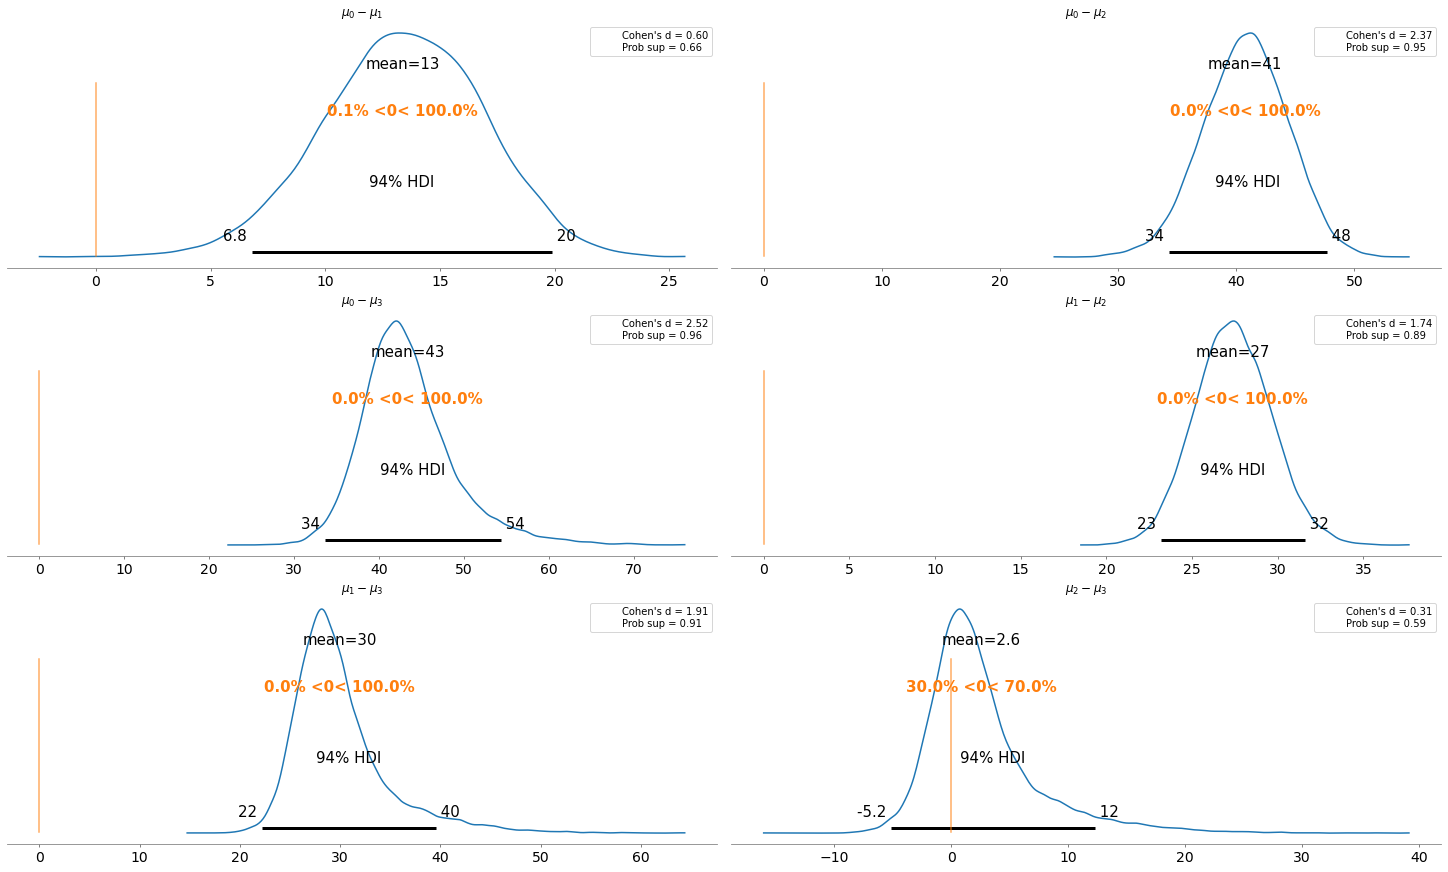 μ₀ − μ₁
Cohen's d = 0.60
Prob sup = 0.66
mean=13
0.1% <0< 100.0%
94% HDI
6.8 20
0 5 10 15 20 25
μ₀ − μ₂
Cohen's d = 2.37
Prob sup = 0.95
mean=41
0.0% <0< 100.0%
94% HDI
34 48
0 10 20 30 40 50
μ₀ − μ₃
Cohen's d = 2.52
Prob sup = 0.96
mean=43
0.0% <0< 100.0%
94% HDI
34 54
0 10 20 30 40 50 60 70
μ₁ − μ₂
Cohen's d = 1.74
Prob sup = 0.89
mean=27
0.0% <0< 100.0%
94% HDI
23 32
0 5 10 15 20 25 30 35
μ₁ − μ₃
Cohen's d = 1.91
Prob sup = 0.91
mean=30
0.0% <0< 100.0%
94% HDI
22 40
0 10 20 30 40 50 60
μ₂ − μ₃
Cohen's d = 0.31
Prob sup = 0.59
mean=2.6
30.0% <0< 70.0%
94% HDI
-5.2 12
−10 0 10 20 30 40